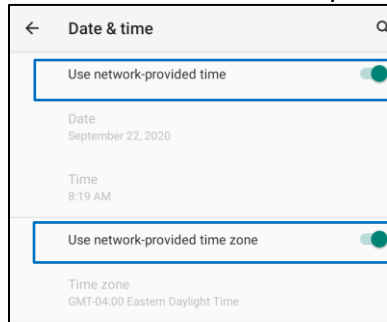 Date & time
Use network-provided time
Date
September 22, 2020
Time
8:19 AM
Use network-provided time zone
Time zone
GMT-04:00 Eastern Daylight Time